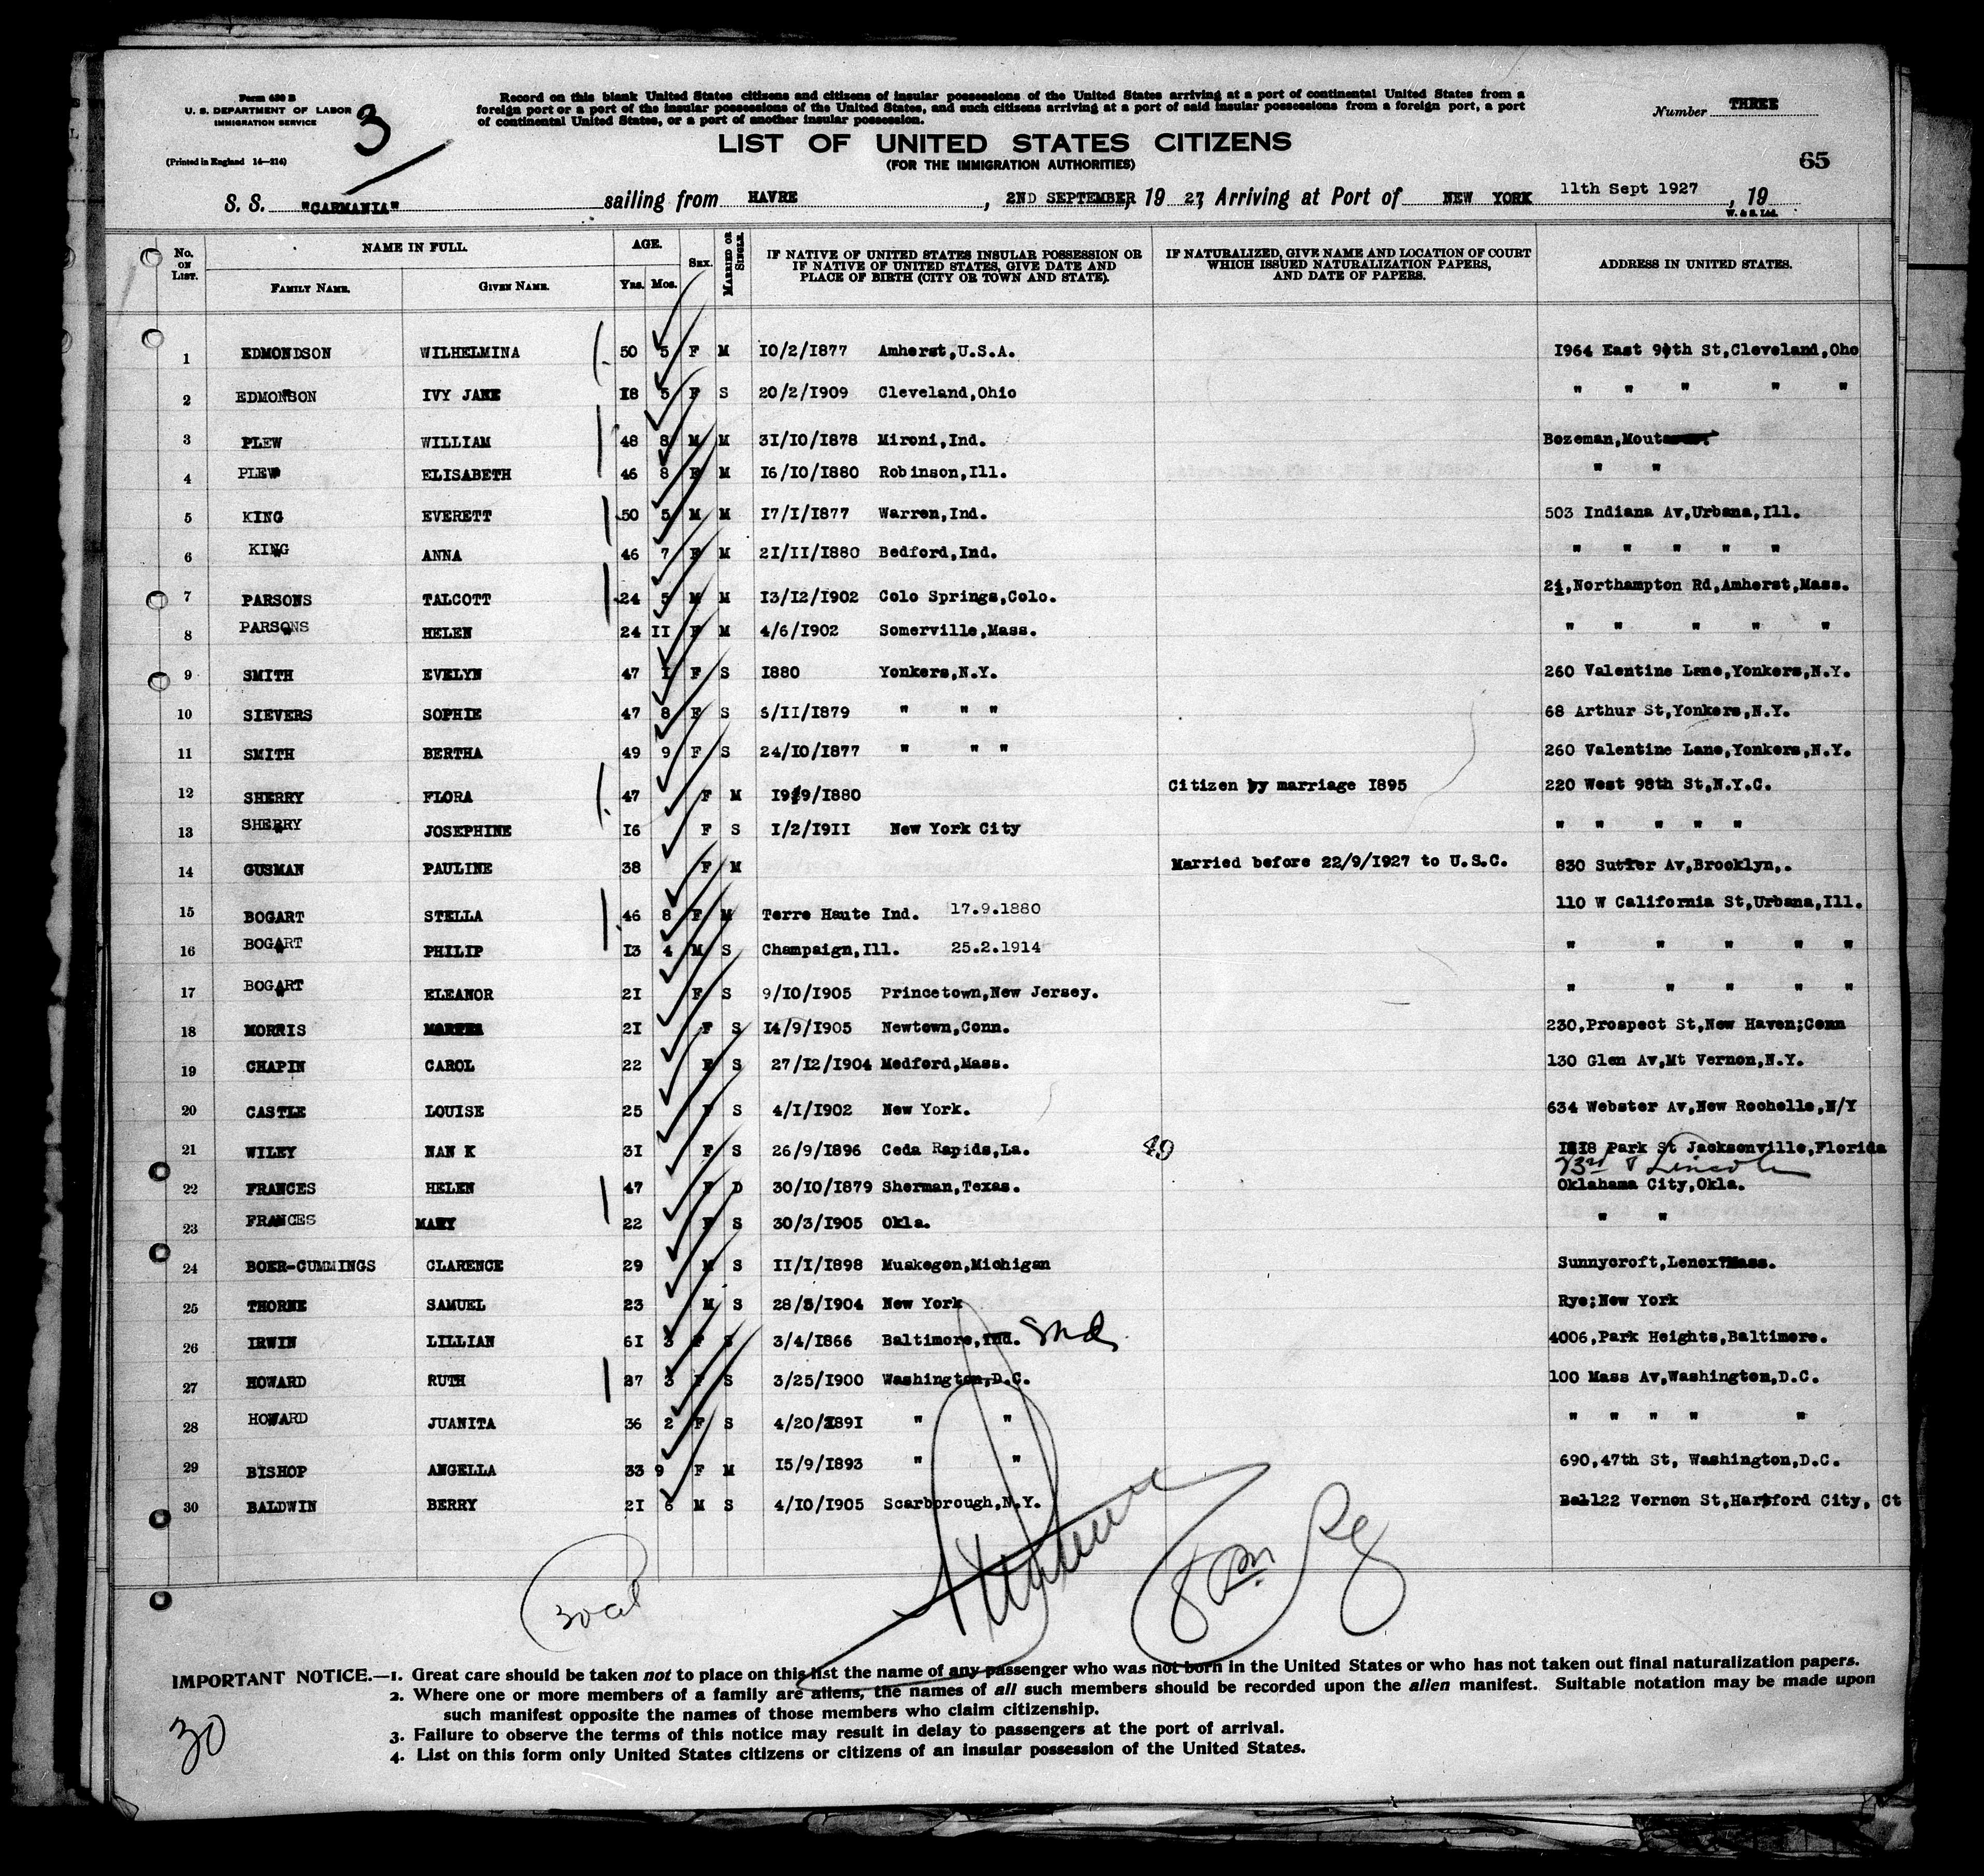 Form 630 B
U. S. DEPARTMENT OF LABOR
IMMIGRATION SERVICE
(Printed in England 14—214)
3
Record on this blank United States citizens and citizens of insular possessions of the United States arriving at a port of continental United States from a
foreign port or a port of the insular possessions of the United States, and such citizens arriving at a port of said insular possessions from a foreign port, a port
of continental United States, or a port of another insular possession.
Number THREE
LIST OF UNITED STATES CITIZENS
(FOR THE IMMIGRATION AUTHORITIES)
65
S. S. "CARMANIA" sailing from HAVRE, 2ND SEPTEMBER, 19 27, Arriving at Port of NEW YORK 11th Sept 1927, 19
W. & S. Ltd.
No. ON LIST. NAME IN FULL. FAMILY NAME. GIVEN NAME. AGE. YRS. MOS. SEX. MARRIED OR SINGLE. IF NATIVE OF UNITED STATES INSULAR POSSESSION OR IF NATIVE OF UNITED STATES, GIVE DATE AND PLACE OF BIRTH (CITY OR TOWN AND STATE). IF NATURALIZED, GIVE NAME AND LOCATION OF COURT WHICH ISSUED NATURALIZATION PAPERS, AND DATE OF PAPERS. ADDRESS IN UNITED STATES.
1 EDMONDSON WILHELMINA 50 5 F M 10/2/1877 Amherst,U.S.A. 1964 East 9th St,Cleveland,Oho
2 EDMONSON IVY JANE 18 5 F S 20/2/1909 Cleveland,Ohio " " " " "
3 PLEW WILLIAM 48 8 M M 31/10/1878 Mironi,Ind. Bozeman,Mout
4 PLEW ELISABETH 46 8 F M 16/10/1880 Robinson,Ill. " "
5 KING EVERETT 50 5 M M 17/1/1877 Warren,Ind. 503 Indiana Av,Urbana,Ill.
6 KING ANNA 46 7 F M 21/11/1880 Bedford,Ind. " " " " "
7 PARSONS TALCOTT 24 5 M M 13/12/1902 Colo Springs,Colo. 2½,Northampton Rd,Amherst,Mass.
8 PARSONS HELEN 24 11 F M 4/6/1902 Somerville,Mass. " " " " "
9 SMITH EVELYN 47 1 F S 1880 Yonkers,N.Y. 260 Valentine Lane,Yonkers,N.Y.
10 SIEVERS SOPHIE 47 8 F S 5/11/1879 " " " 68 Arthur St,Yonkers,N.Y.
11 SMITH BERTHA 49 9 F S 24/10/1877 " " " 260 Valentine Lane,Yonkers,N.Y.
12 SHERRY FLORA 47 F M 19/9/1880 Citizen by marriage 1895 220 West 98th St,N.Y.C.
13 SHERRY JOSEPHINE 16 F S 1/2/1911 New York City " " " " "
14 GUSMAN PAULINE 38 F M Married before 22/9/1927 to U.S.C. 830 Sutter Av,Brooklyn,.
15 BOGART STELLA 46 8 F M Terre Haute Ind. 17.9.1880 110 W California St,Urbana,Ill.
16 BOGART PHILIP 13 4 M S Champaign,Ill. 25.2.1914 " " " " "
17 BOGART ELEANOR 21 F S 9/10/1905 Princetown,New Jersey. " " " " "
18 MORRIS 21 F S 14/9/1905 Newtown,Conn. 230,Prospect St,New Haven;Conn
19 CHAPIN CAROL 22 F S 27/12/1904 Medford,Mass. 130 Glen Av,Mt Vernon,N.Y.
20 CASTLE LOUISE 25 F S 4/1/1902 New York. 634 Webster Av,New Rochelle,N/Y
21 WILEY NAN K 31 F S 26/9/1896 Ceda Rapids,La. 49 1818 Park St Jacksonville,Florida
23rd & Lincoln
22 FRANCES HELEN 47 F D 30/10/1879 Sherman,Texas. Oklahama City,Okla.
23 FRANCES MARY 22 F S 30/3/1905 Okla. " "
24 BOER-CUMMINGS CLARENCE 29 M S 11/1/1898 Muskegon,Michigan Sunnycroft,Lenox,Mass.
25 THORNE SAMUEL 23 M S 28/8/1904 New York Rye;New York
26 IRWIN LILLIAN 61 3 F S 3/4/1866 Baltimore,Ind. Md. 4006,Park Heights,Baltimore.
27 HOWARD RUTH 27 3 F S 3/25/1900 Washington,D.C. 100 Mass Av,Washington,D.C.
28 HOWARD JUANITA 36 2 F S 4/20/1891 " " " " " " "
29 BISHOP ANGELLA 33 9 F M 15/9/1893 " " 690,47th St, Washington,D.C.
30 BALDWIN BERRY 21 6 M S 4/10/1905 Scarborough,N.Y. Ball22 Vernon St,Hartford City, Ct
IMPORTANT NOTICE.—1. Great care should be taken not to place on this list the name of any passenger who was not born in the United States or who has not taken out final naturalization papers.
2. Where one or more members of a family are aliens, the names of all such members should be recorded upon the alien manifest. Suitable notation may be made upon
such manifest opposite the names of those members who claim citizenship.
3. Failure to observe the terms of this notice may result in delay to passengers at the port of arrival.
4. List on this form only United States citizens or citizens of an insular possession of the United States.
30